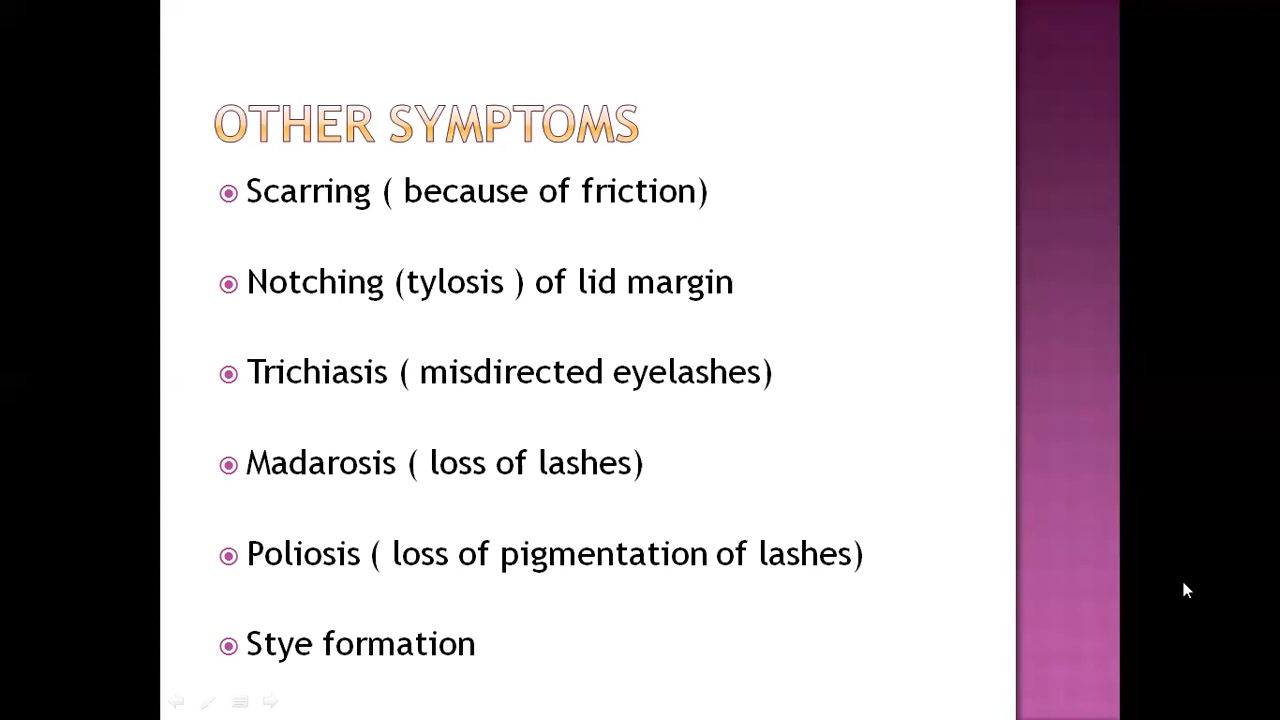 OTHER SYMPTOMS
Scarring ( because of friction)
Notching (tylosis ) of lid margin
Trichiasis ( misdirected eyelashes)
Madarosis ( loss of lashes)
Poliosis ( loss of pigmentation of lashes)
Stye formation